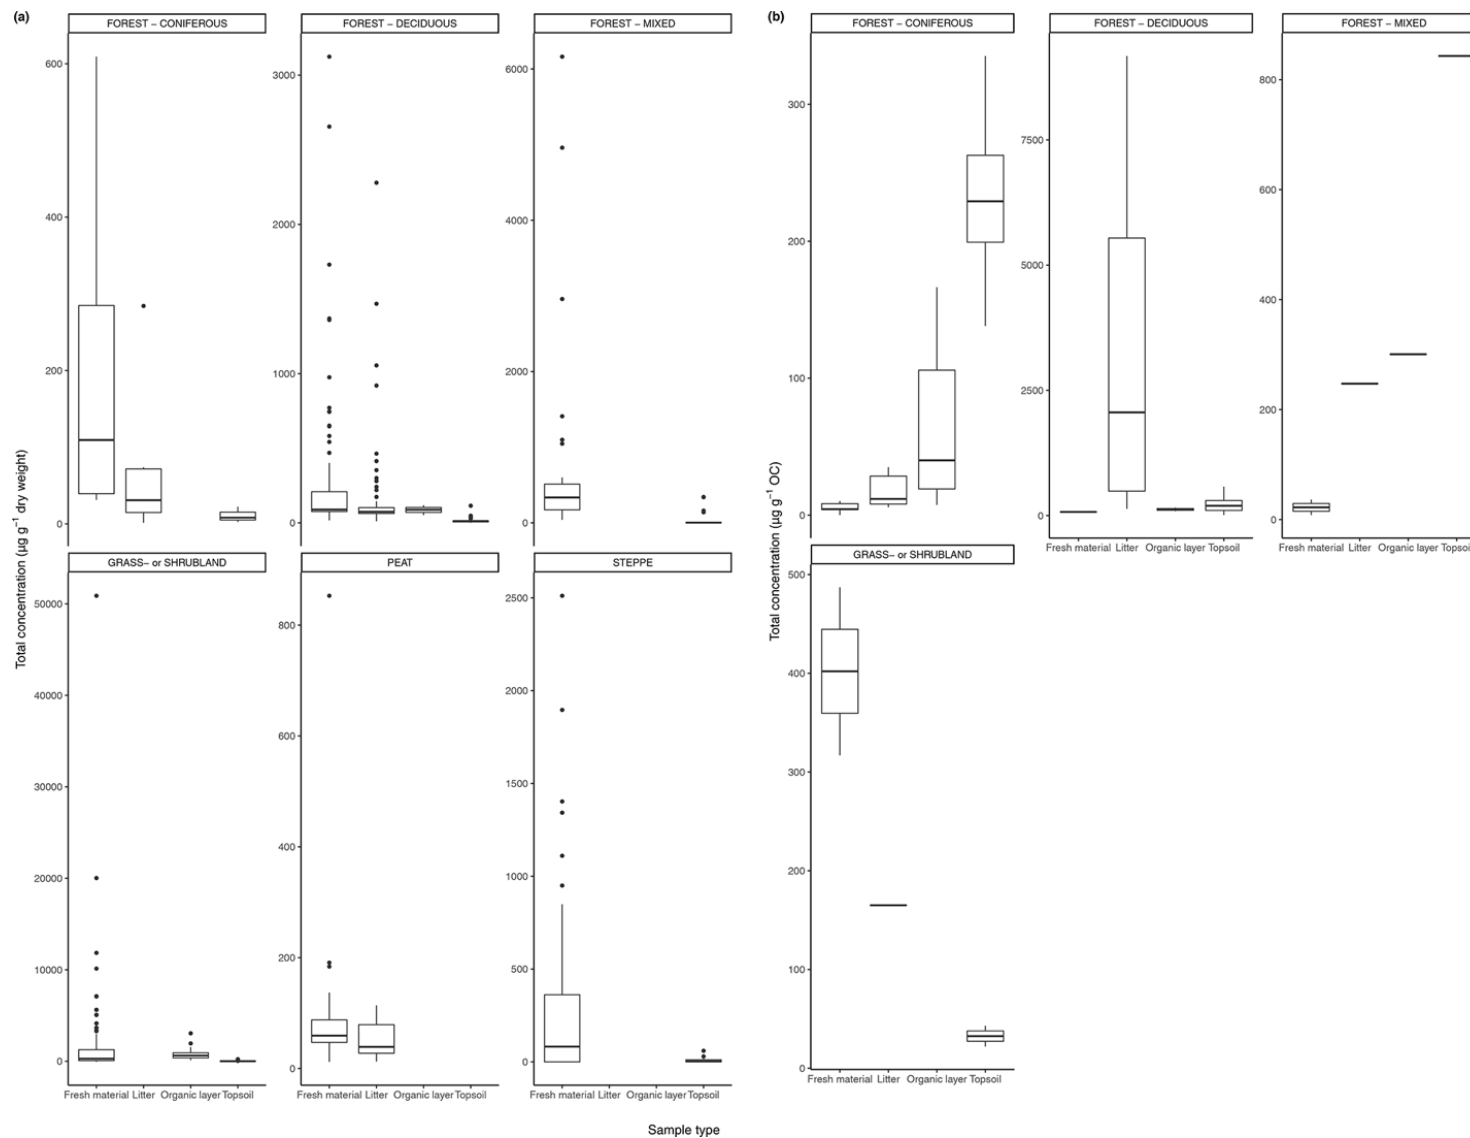 (a)
FOREST – CONIFEROUS
FOREST – DECIDUOUS
FOREST – MIXED
Total concentration (µg g⁻¹ dry weight)
600
400
200
0
3000
2000
1000
0
6000
4000
2000
0
GRASS– or SHRUBLAND
PEAT
STEPPE
50000
40000
30000
20000
10000
0
800
600
400
200
0
2500
2000
1500
1000
500
0
Fresh material Litter Organic layer Topsoil
Fresh material Litter Organic layer Topsoil
Fresh material Litter Organic layer Topsoil
(b)
FOREST – CONIFEROUS
FOREST – DECIDUOUS
FOREST – MIXED
Total concentration (µg g⁻¹ OC)
300
200
100
0
7500
5000
2500
0
800
600
400
200
0
Fresh material Litter Organic layer Topsoil
Fresh material Litter Organic layer Topsoil
GRASS– or SHRUBLAND
500
400
300
200
100
0
Fresh material Litter Organic layer Topsoil
Sample type